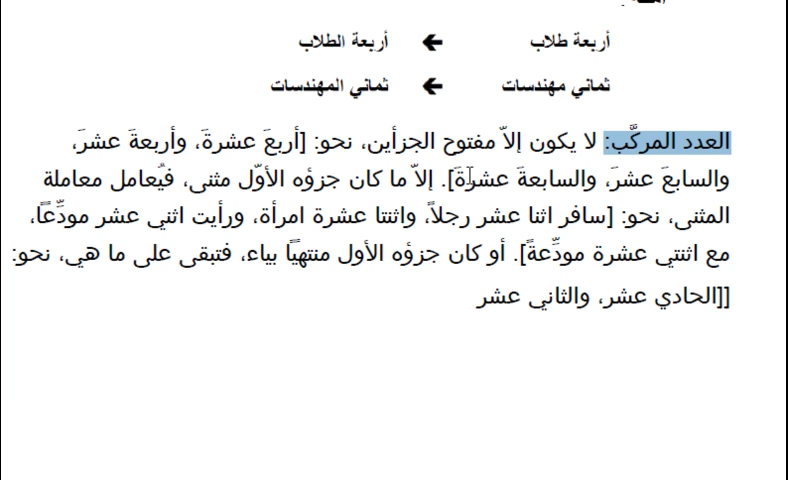 أربعة طلاب ← أربعة الطلاب
ثماني مهندسات ← ثماني المهندسات
العدد المركَّب: لا يكون إلاّ مفتوح الجزأين، نحو: [أربعَ عشرةَ، وأربعةَ عشرَ،
والسابعَ عشرَ، والسابعةَ عشرةَ]. إلاّ ما كان جزؤه الأوّل مثنى، فيُعامل معاملة
المثنى، نحو: [سافر اثنا عشر رجلاً، واثنتا عشرة امرأة، ورأيت اثني عشر مودِّعًا،
مع اثنتي عشرة مودِّعةً]. أو كان جزؤه الأول منتهيًا بياء، فتبقى على ما هي، نحو:
[[الحادي عشر، والثاني عشر